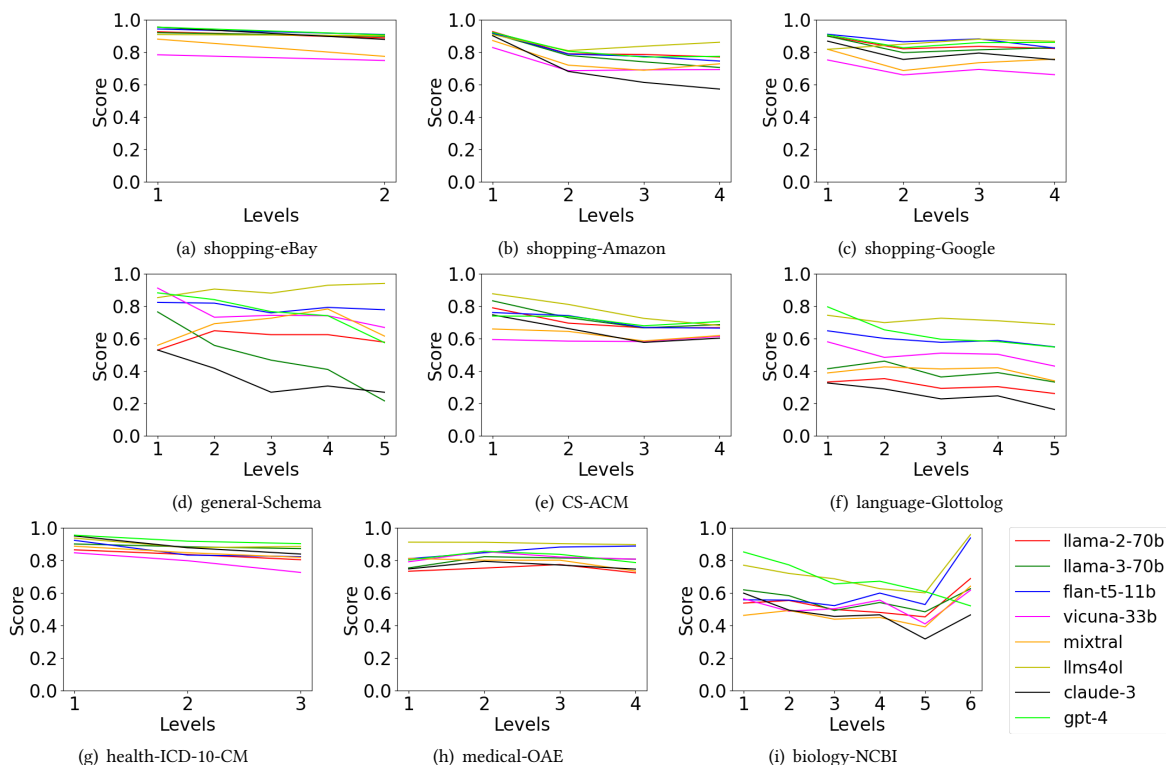 1.0
0.8
0.6
0.4
0.2
0.0
Score
1 2
Levels
(a) shopping-eBay
1.0
0.8
0.6
0.4
0.2
0.0
Score
1 2 3 4
Levels
(b) shopping-Amazon
1.0
0.8
0.6
0.4
0.2
0.0
Score
1 2 3 4
Levels
(c) shopping-Google
1.0
0.8
0.6
0.4
0.2
0.0
Score
1 2 3 4 5
Levels
(d) general-Schema
1.0
0.8
0.6
0.4
0.2
0.0
Score
1 2 3 4
Levels
(e) CS-ACM
1.0
0.8
0.6
0.4
0.2
0.0
Score
1 2 3 4 5
Levels
(f) language-Glottolog
1.0
0.8
0.6
0.4
0.2
0.0
Score
1 2 3
Levels
(g) health-ICD-10-CM
1.0
0.8
0.6
0.4
0.2
0.0
Score
1 2 3 4
Levels
(h) medical-OAE
1.0
0.8
0.6
0.4
0.2
0.0
Score
1 2 3 4 5 6
Levels
(i) biology-NCBI
llama-2-70b
llama-3-70b
flan-t5-11b
vicuna-33b
mixtral
llms4ol
claude-3
gpt-4